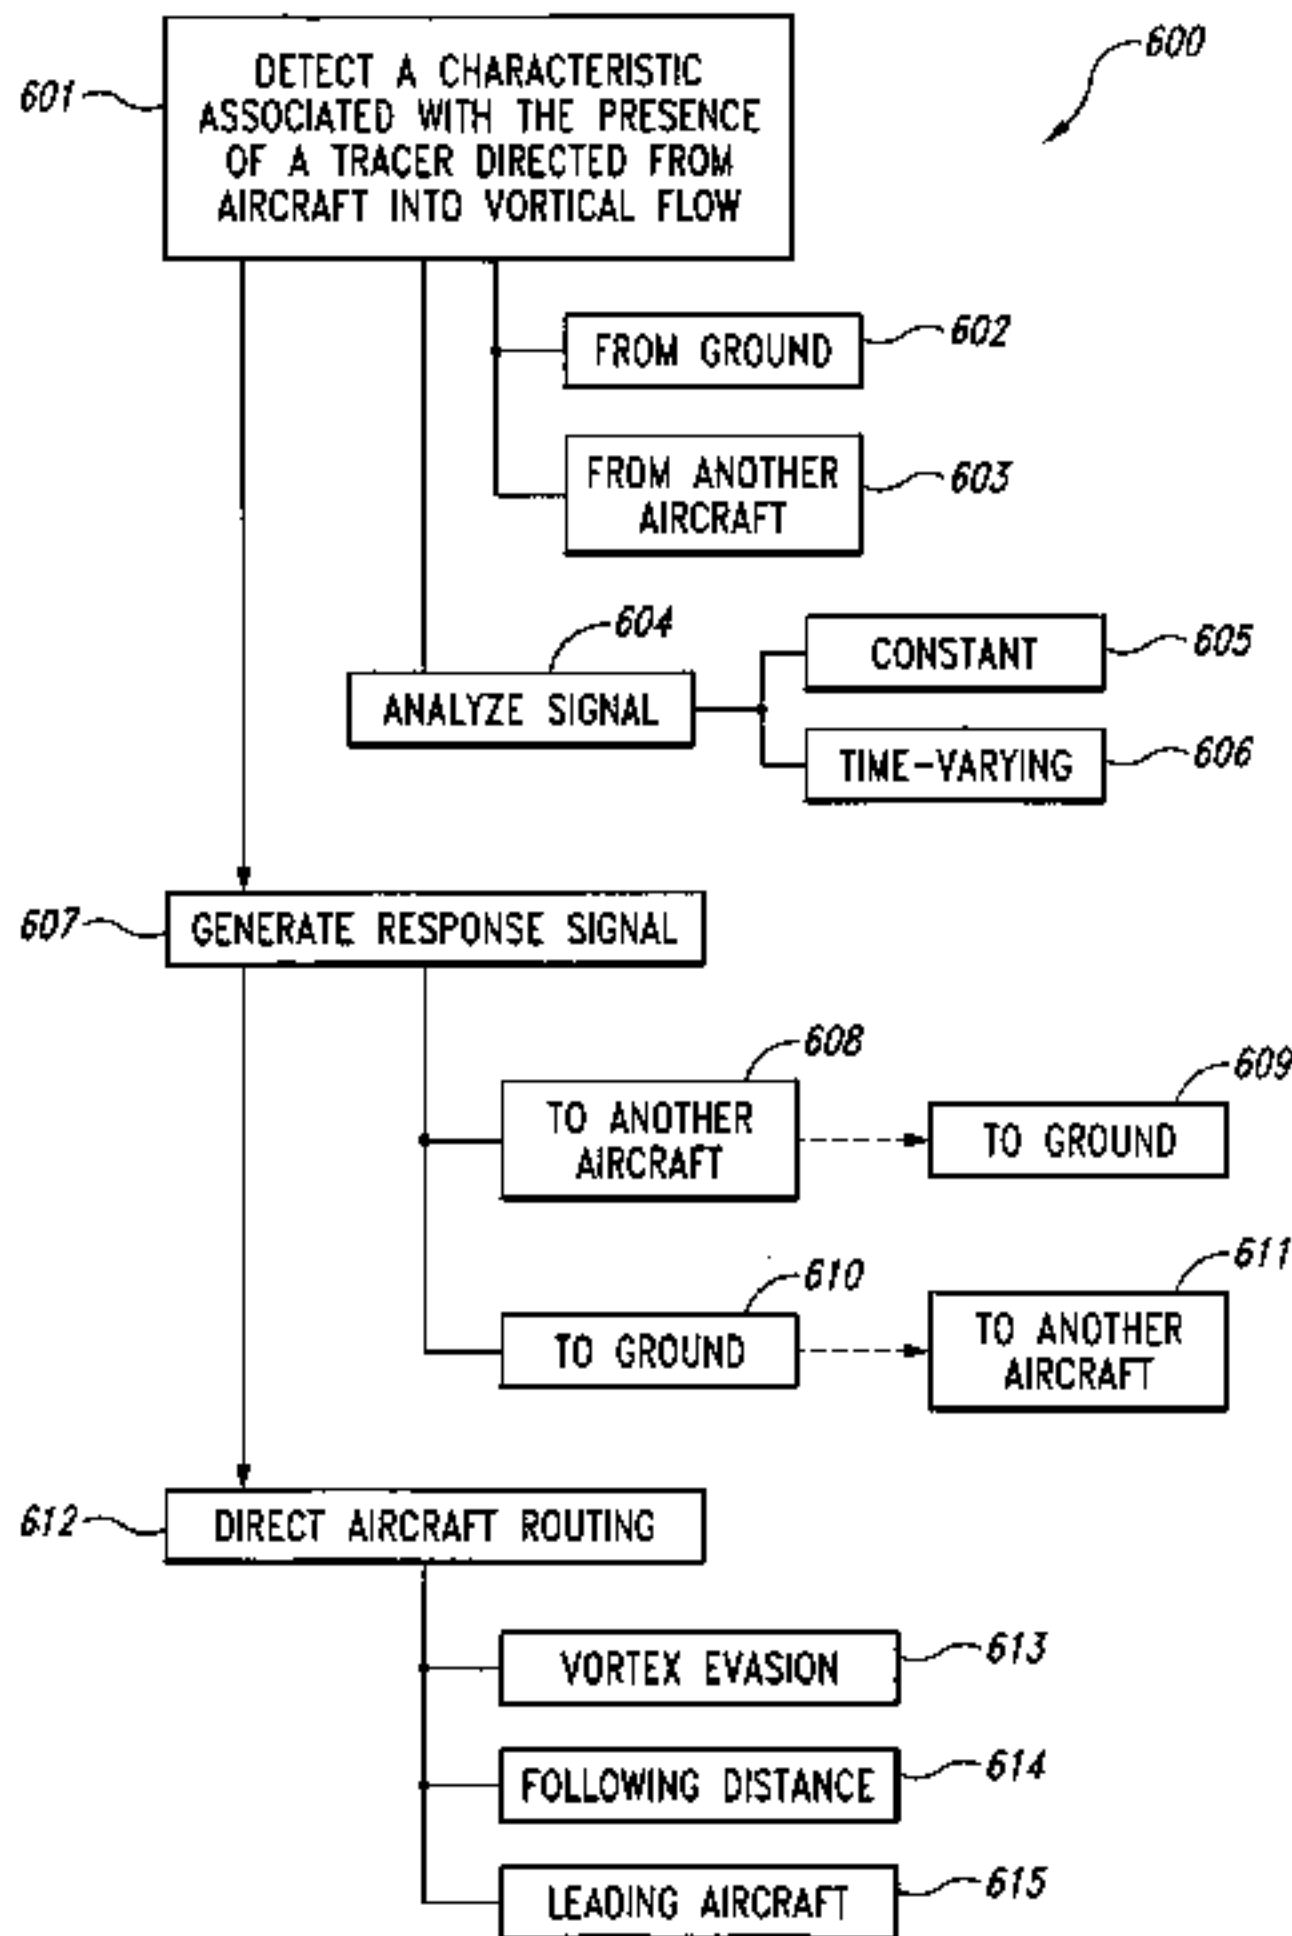 600
601
DETECT A CHARACTERISTIC
ASSOCIATED WITH THE PRESENCE
OF A TRACER DIRECTED FROM
AIRCRAFT INTO VORTICAL FLOW
FROM GROUND
602
FROM ANOTHER
AIRCRAFT
603
604
ANALYZE SIGNAL
CONSTANT
605
TIME-VARYING
606
607
GENERATE RESPONSE SIGNAL
608
TO ANOTHER
AIRCRAFT
609
TO GROUND
610
TO GROUND
611
TO ANOTHER
AIRCRAFT
612
DIRECT AIRCRAFT ROUTING
VORTEX EVASION
613
FOLLOWING DISTANCE
614
LEADING AIRCRAFT
615